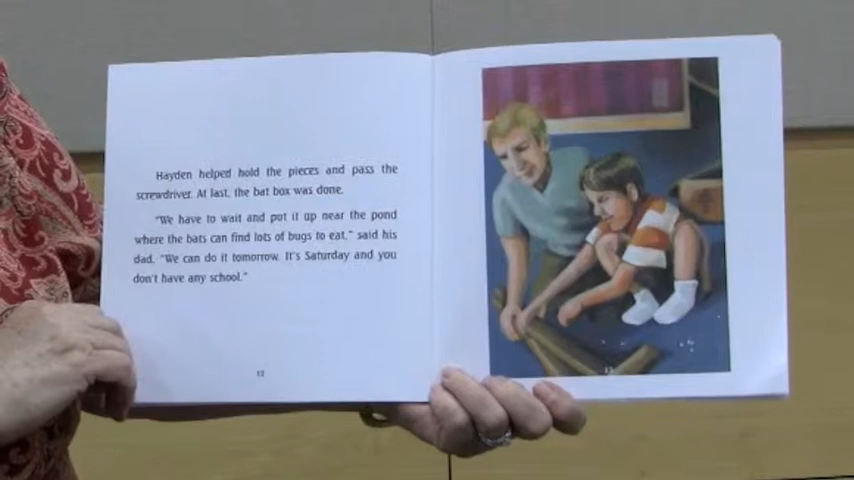 Hayden helped hold the pieces and pass the
screwdriver. At last, the bat box was done.
"We have to wait and put it up near the pond
where the bats can find lots of bugs to eat," said his
dad. "We can do it tomorrow. It's Saturday and you
don't have any school."
12
13